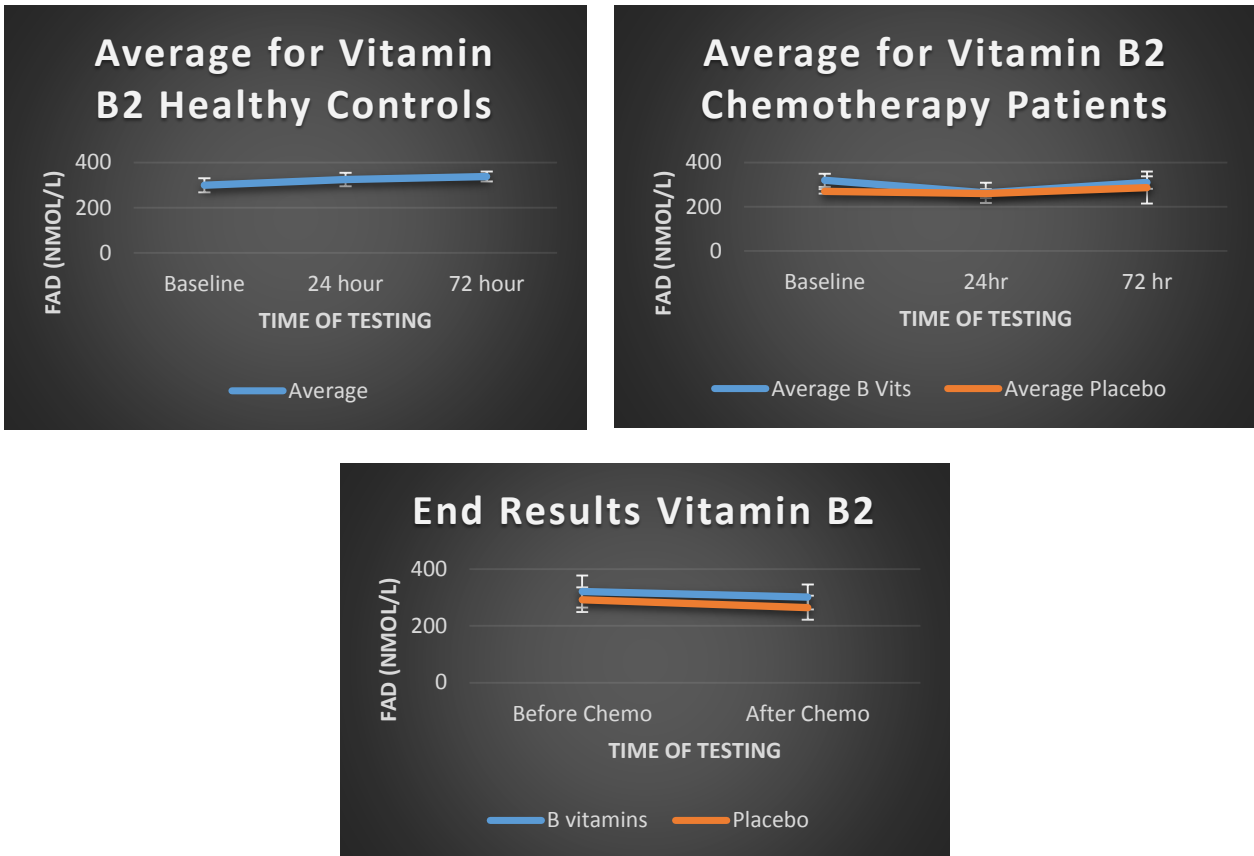 Average for Vitamin
B2 Healthy Controls
400
200
0
FAD (NMOL/L)
Baseline 24 hour 72 hour
TIME OF TESTING
Average
Average for Vitamin B2
Chemotherapy Patients
400
200
0
FAD (NMOL/L)
Baseline 24hr 72 hr
TIME OF TESTING
Average B Vits Average Placebo
End Results Vitamin B2
400
200
0
FAD (NMOL/L)
Before Chemo After Chemo
TIME OF TESTING
B vitamins Placebo